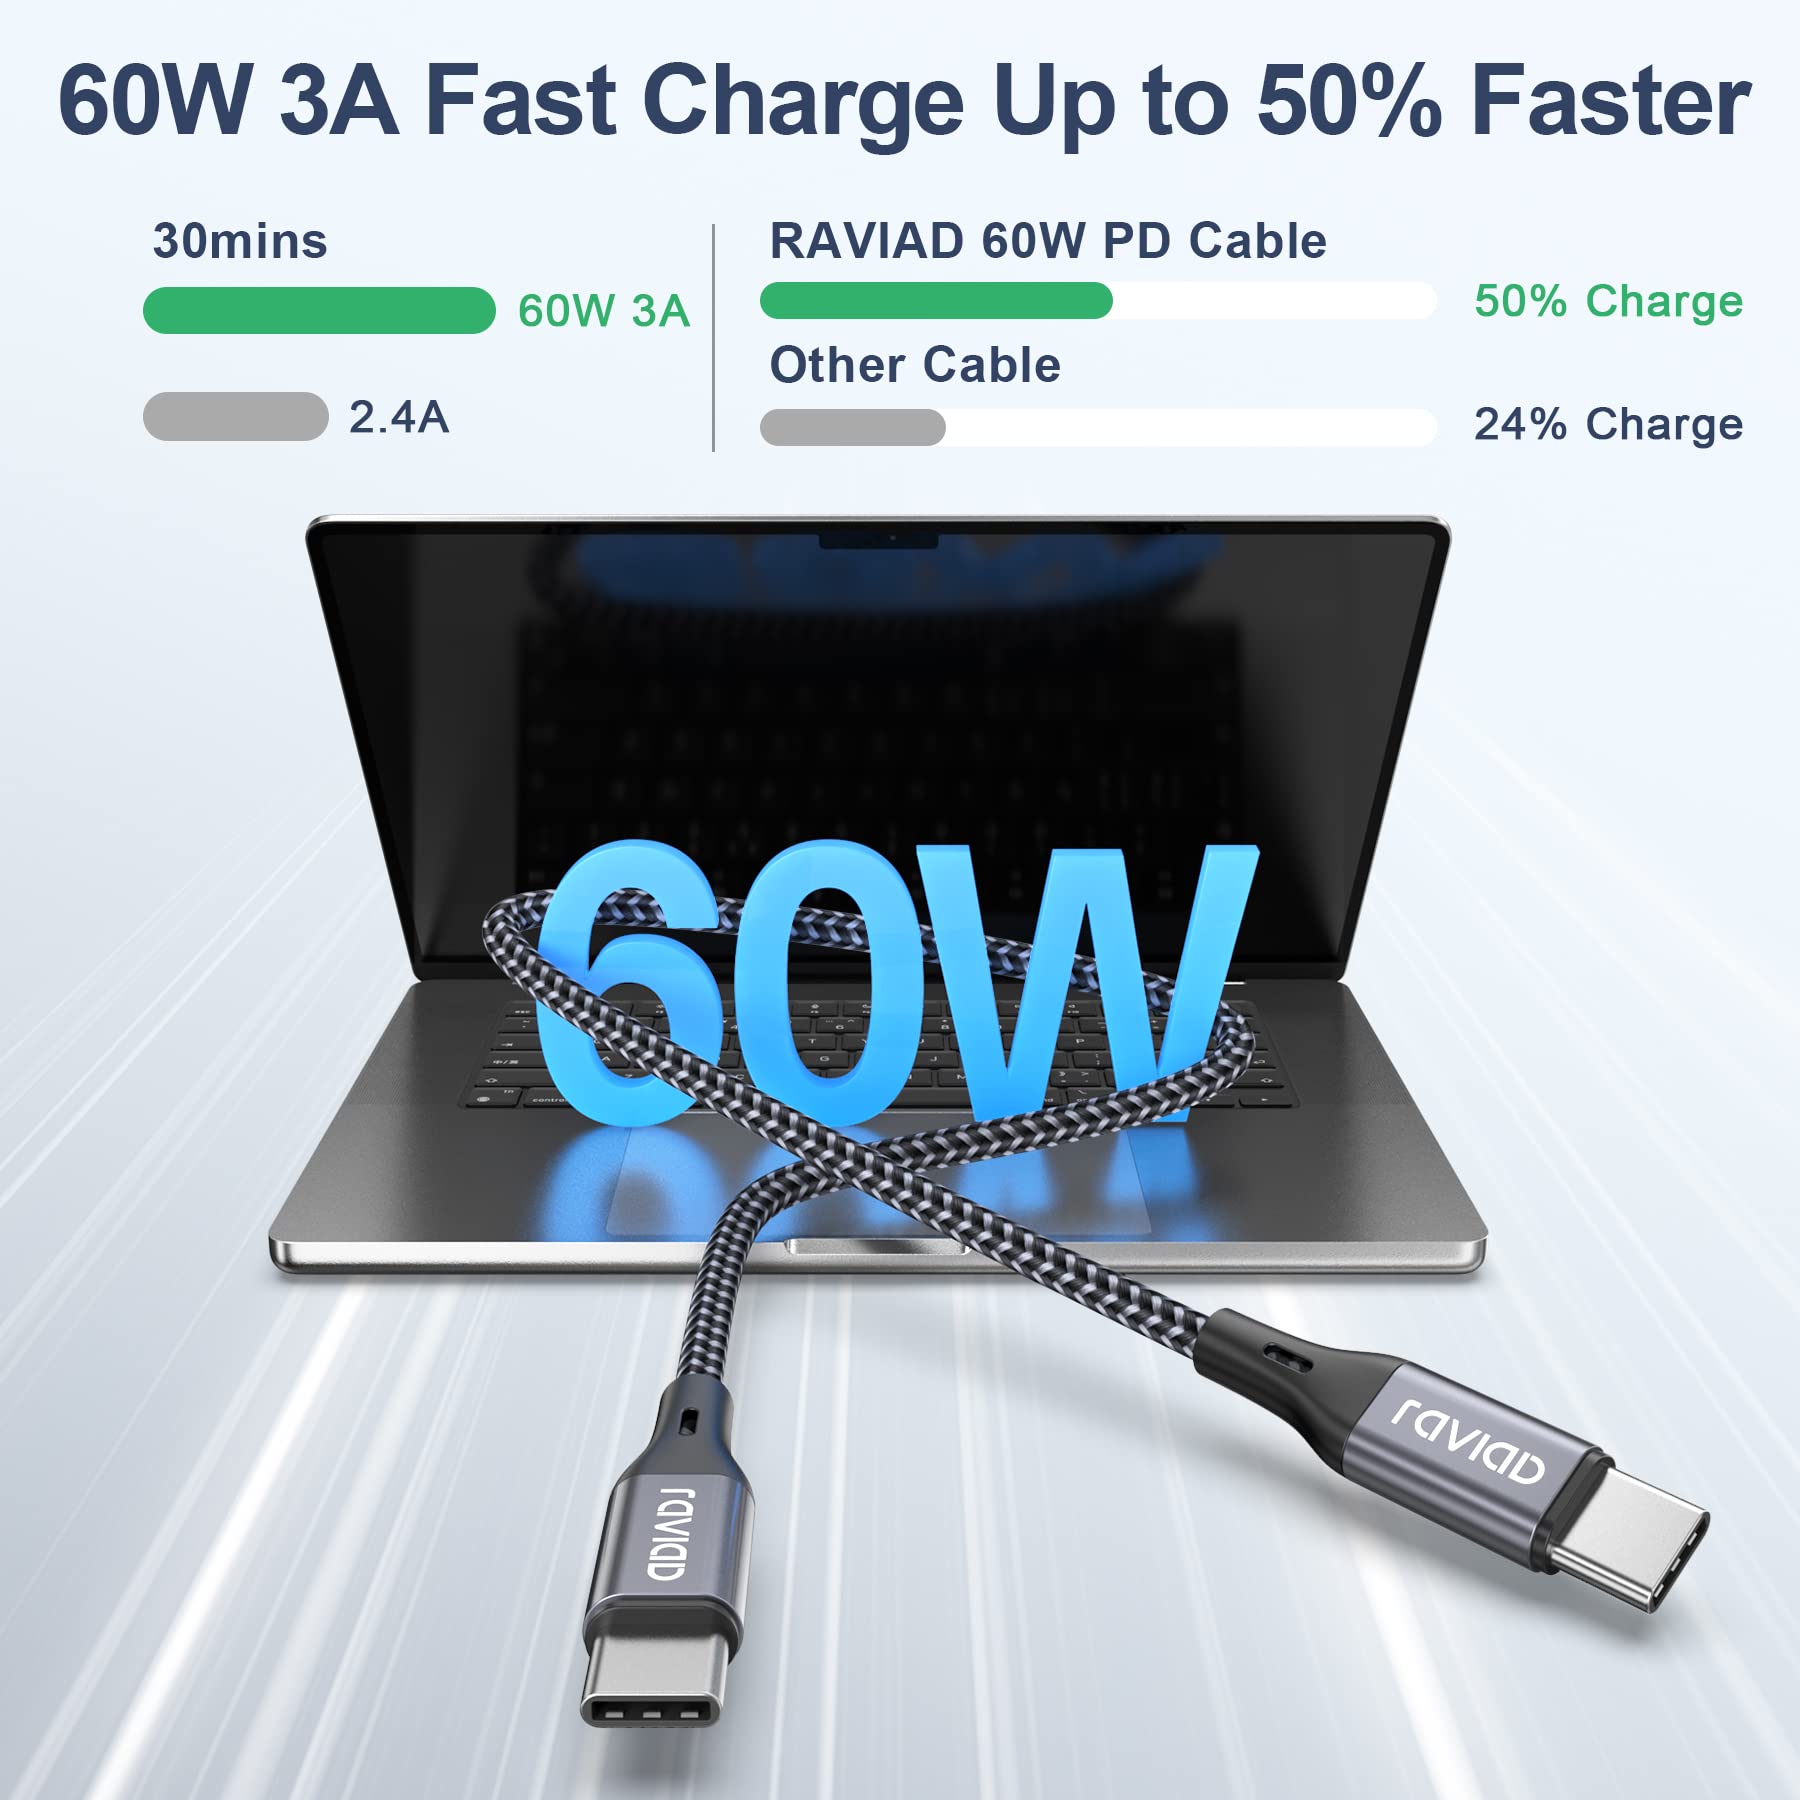 60W 3A Fast Charge Up to 50% Faster
30mins
60W 3A
2.4A
RAVIAD 60W PD Cable
50% Charge
Other Cable
24% Charge
60W
raviad
raviad